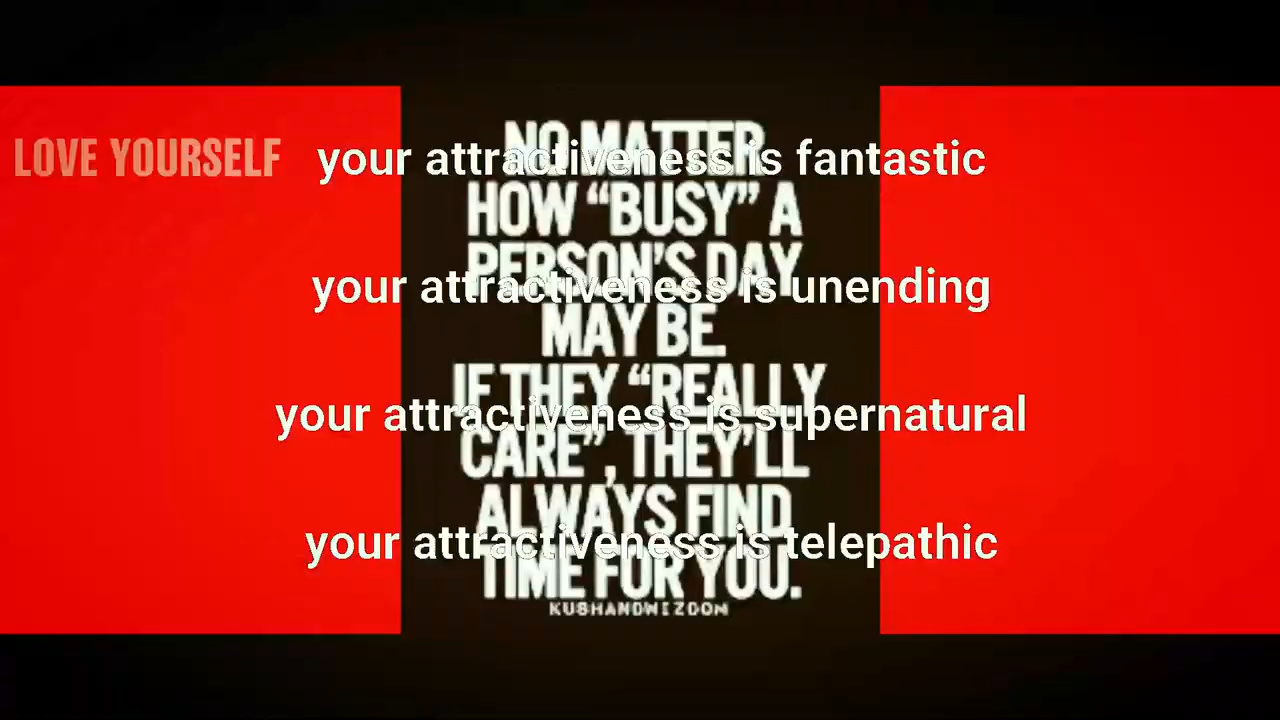 LOVE YOURSELF
your attractiveness is fantastic
your attractiveness is unending
your attractiveness is supernatural
your attractiveness is telepathic
NO MATTER
HOW “BUSY” A
PERSON’S DAY
MAY BE.
IF THEY “REALLY
CARE”, THEY’LL
ALWAYS FIND
TIME FOR YOU.
KUSHANDWIZDOM